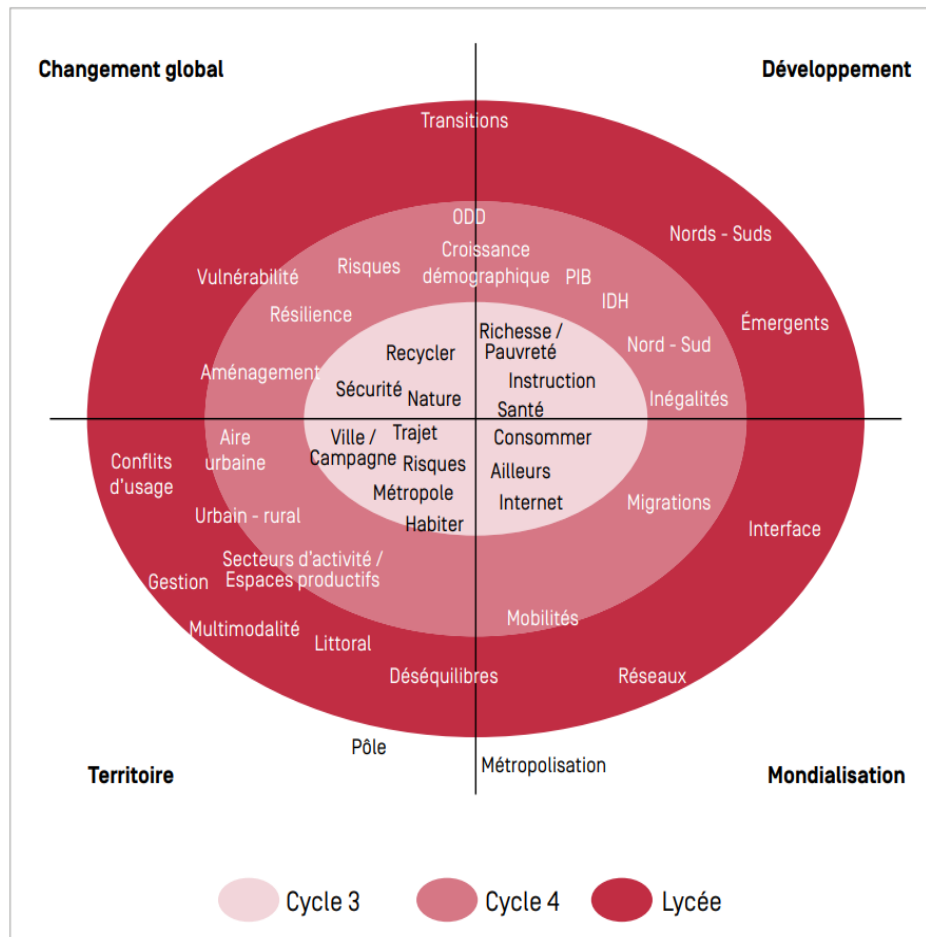 Changement global
Développement
Transitions
ODD
Nords - Suds
Croissance
démographique
Risques
Vulnérabilité
PIB
IDH
Résilience
Émergents
Richesse /
Pauvreté
Nord - Sud
Recycler
Aménagement
Instruction
Sécurité
Nature
Inégalités
Santé
Aire
urbaine
Ville /
Campagne
Trajet
Consommer
Conflits
d'usage
Risques
Ailleurs
Métropole
Internet
Migrations
Urbain - rural
Habiter
Interface
Secteurs d'activité /
Espaces productifs
Gestion
Mobilités
Multimodalité
Littoral
Déséquilibres
Réseaux
Pôle
Métropolisation
Territoire
Mondialisation
Cycle 3
Cycle 4
Lycée